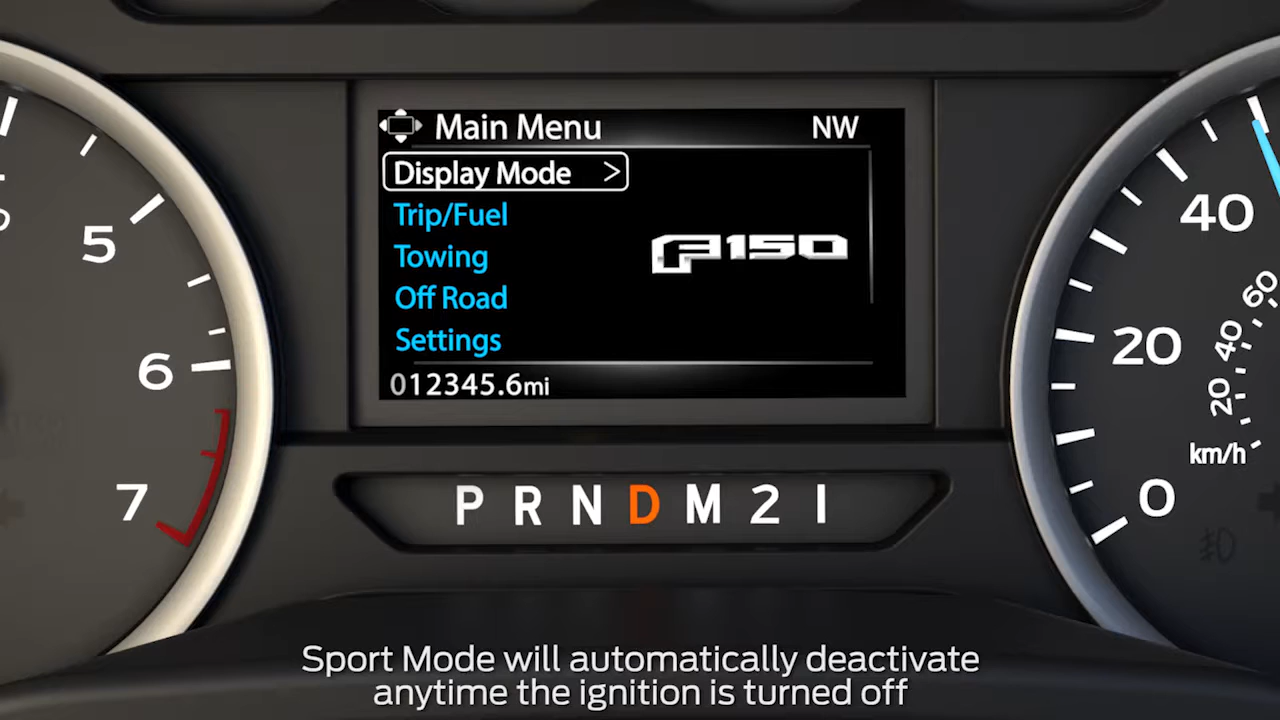 Main Menu NW
Display Mode >
Trip/Fuel
Towing
Off Road
Settings
F150
012345.6mi
5
6
7
P R N D M 2 1
40
20
0
60
40
20
km/h
Sport Mode will automatically deactivate
anytime the ignition is turned off